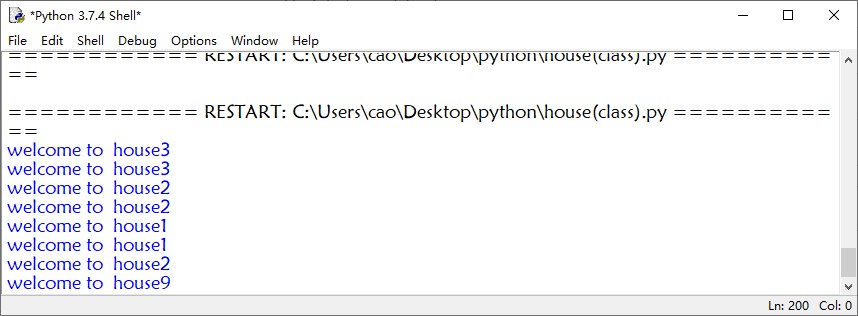 *Python 3.7.4 Shell*
File Edit Shell Debug Options Window Help
============ RESTART: C:\Users\cao\Desktop\python\house(class).py ==========
==
============ RESTART: C:\Users\cao\Desktop\python\house(class).py ==========
==
welcome to  house3
welcome to  house3
welcome to  house2
welcome to  house2
welcome to  house1
welcome to  house1
welcome to  house2
welcome to  house9
Ln: 200 Col: 0